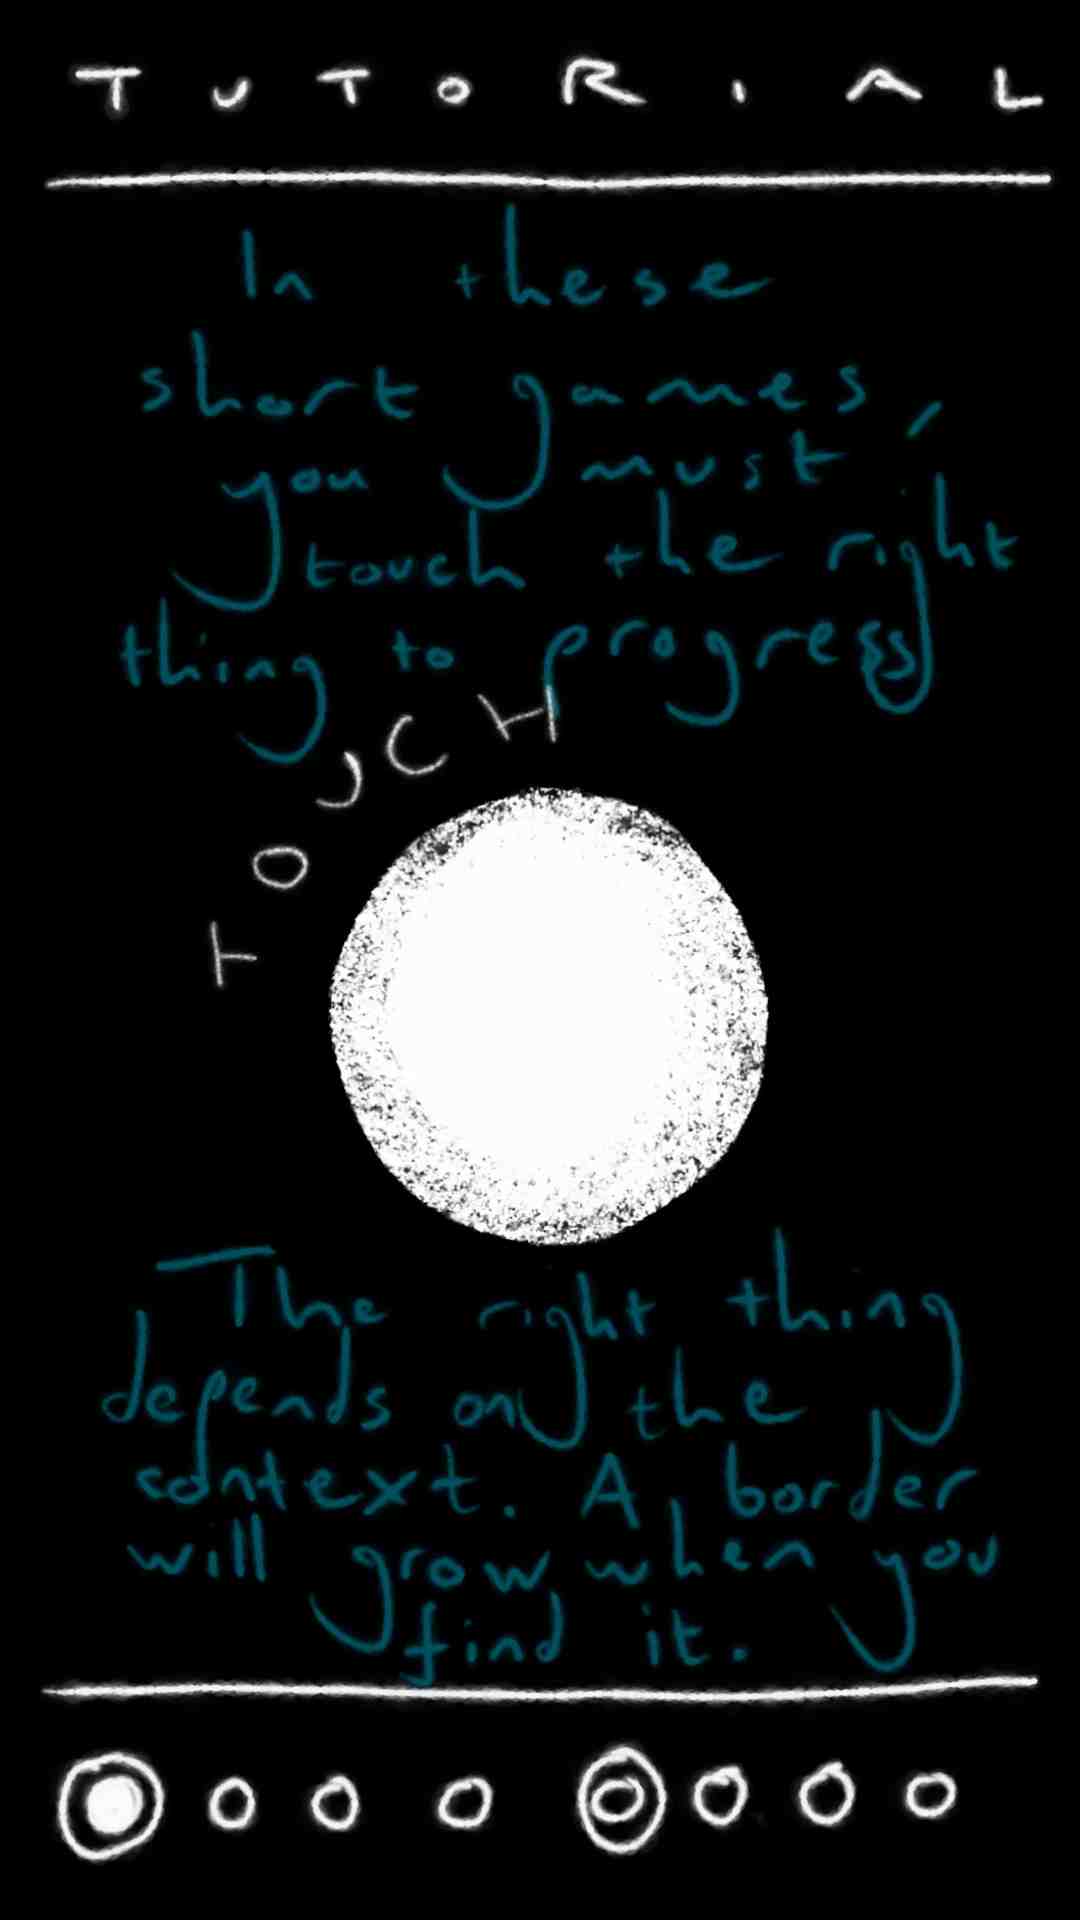 TUTORIAL
In these
short games,
you must
touch the right
thing to progress
TOUCH
The right thing
depends on the
context. A border
will grow when you
find it.